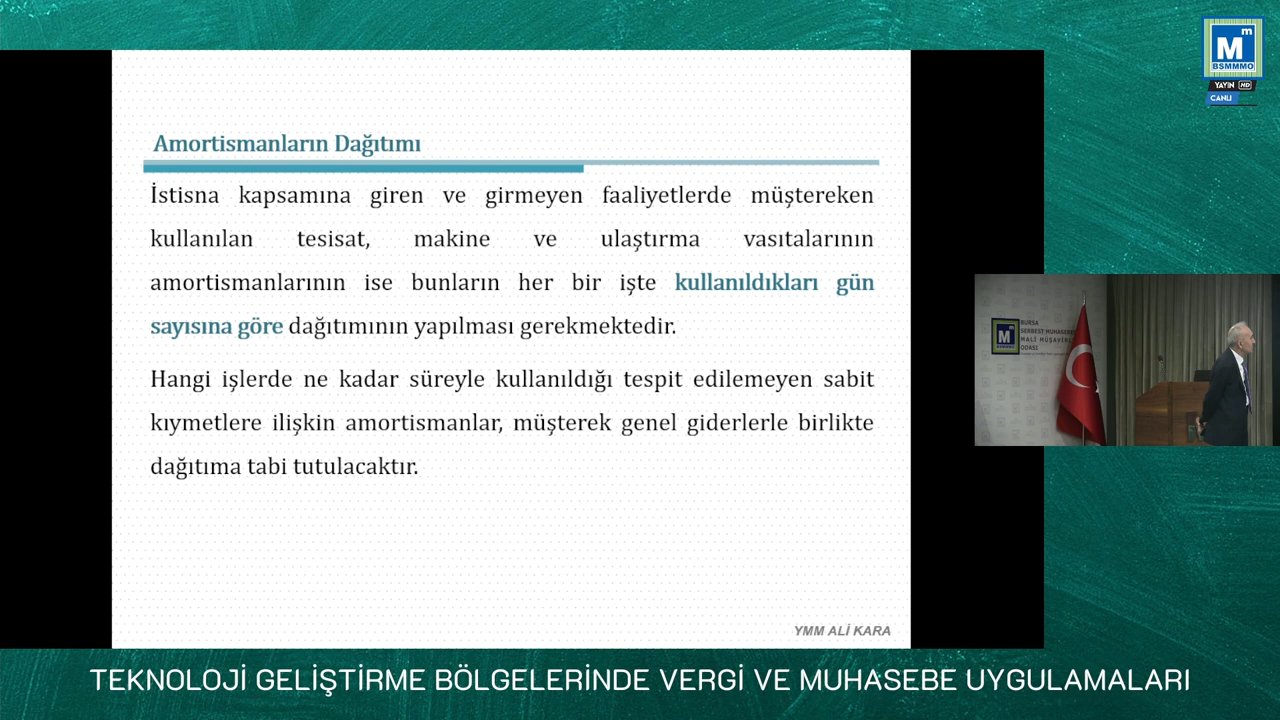 m
M
BSMMMO
YAYIN HD
CANLI
Amortismanların Dağıtımı
İstisna kapsamına giren ve girmeyen faaliyetlerde müştereken
kullanılan tesisat, makine ve ulaştırma vasıtalarının
amortismanlarının ise bunların her bir işte kullanıldıkları gün
sayısına göre dağıtımının yapılması gerekmektedir.
Hangi işlerde ne kadar süreyle kullanıldığı tespit edilemeyen sabit
kıymetlere ilişkin amortismanlar, müşterek genel giderlerle birlikte
dağıtıma tabi tutulacaktır.
YMM ALİ KARA
BURSA
SERBEST MUHASEBECİ
MALİ MÜŞAVİRLER
ODASI
TEKNOLOJİ GELİŞTİRME BÖLGELERİNDE VERGİ VE MUHASEBE UYGULAMALARI